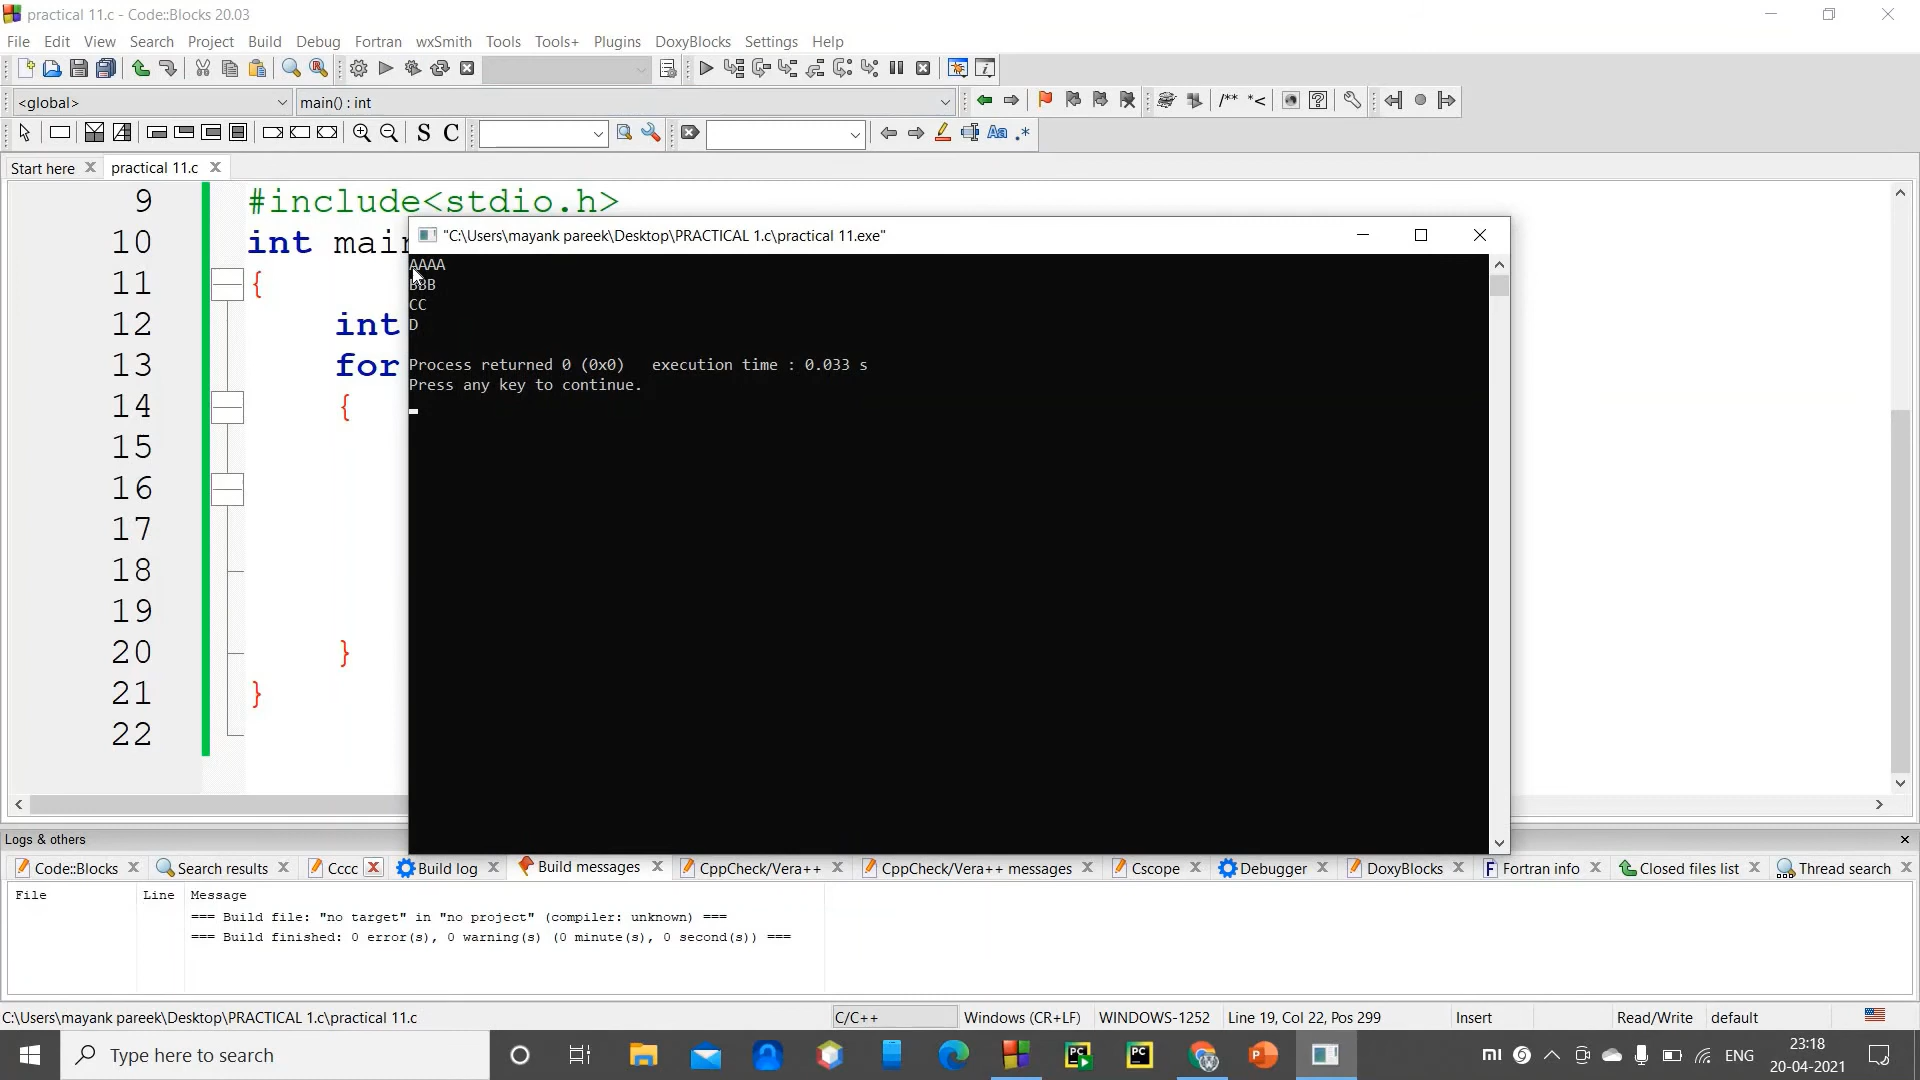 practical 11.c - Code::Blocks 20.03
File Edit View Search Project Build Debug Fortran wxSmith Tools Tools+ Plugins DoxyBlocks Settings Help
<global> main() : int /** *<
S C Aa .*
Start here practical 11.c
9 #include<stdio.h>
10 int main
11 {
12 int
13 for
14 {
15
16
17
18
19
20 }
21 }
22
"C:\Users\mayank pareek\Desktop\PRACTICAL 1.c\practical 11.exe"
AAAA
BBB
CC
D
Process returned 0 (0x0)   execution time : 0.033 s
Press any key to continue.
Logs & others
Code::Blocks Search results Cccc Build log Build messages CppCheck/Vera++ CppCheck/Vera++ messages Cscope Debugger DoxyBlocks Fortran info Closed files list Thread search
File Line Message
=== Build file: "no target" in "no project" (compiler: unknown) ===
=== Build finished: 0 error(s), 0 warning(s) (0 minute(s), 0 second(s)) ===
C:\Users\mayank pareek\Desktop\PRACTICAL 1.c\practical 11.c C/C++ Windows (CR+LF) WINDOWS-1252 Line 19, Col 22, Pos 299 Insert Read/Write default
Type here to search PC PC mi ENG 23:18
20-04-2021